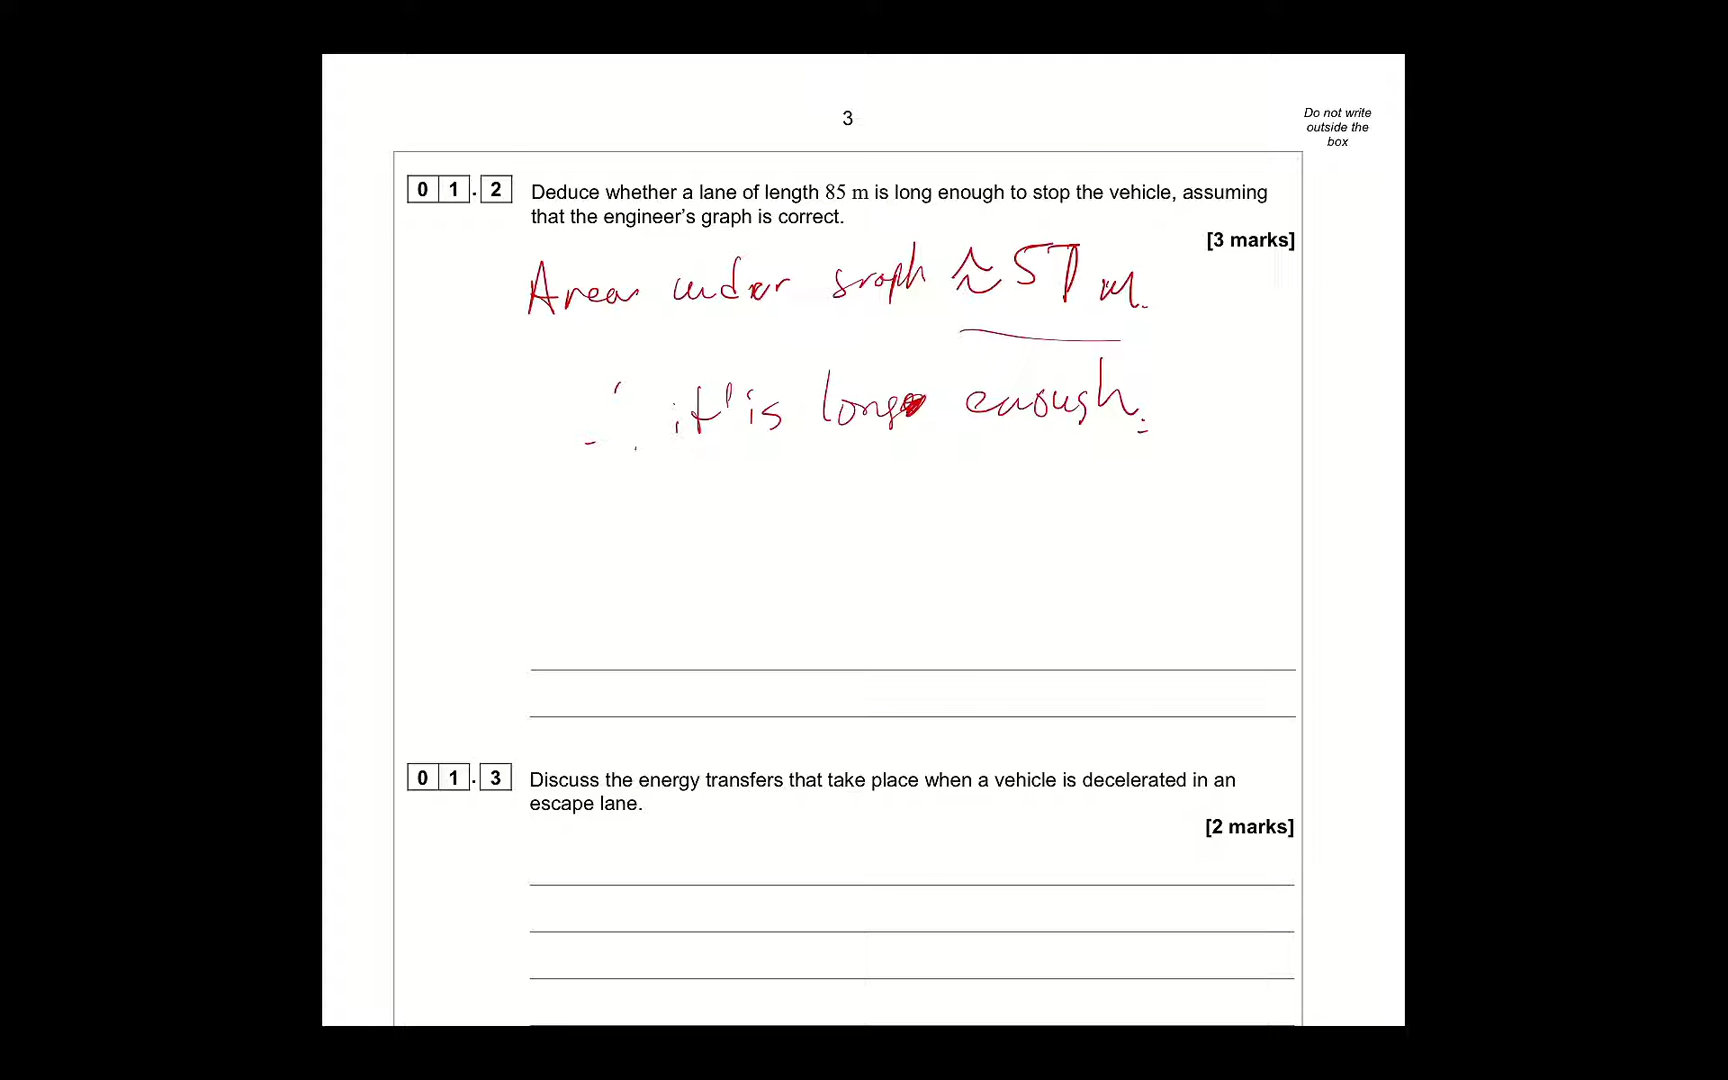 3
Do not write
outside the
box
0 1 . 2 Deduce whether a lane of length 85 m is long enough to stop the vehicle, assuming
that the engineer's graph is correct.
[3 marks]
Area under graph ≈ 57 m.
∴ it is long enough.
0 1 . 3 Discuss the energy transfers that take place when a vehicle is decelerated in an
escape lane.
[2 marks]